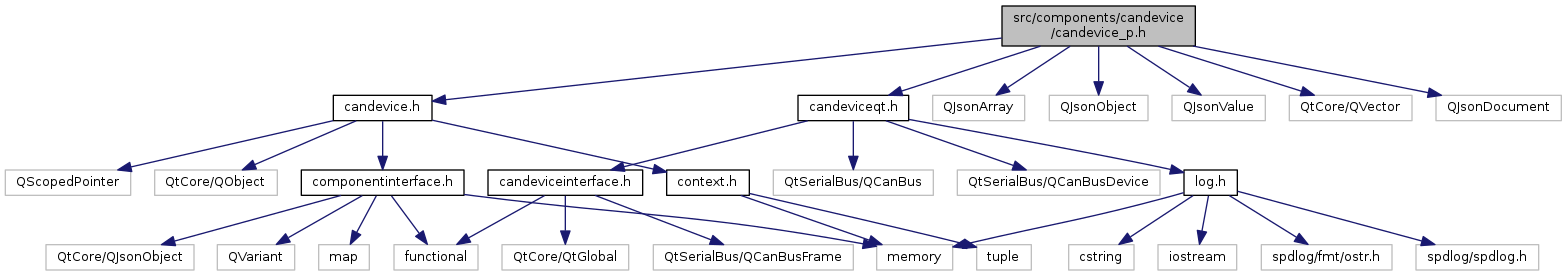 src/components/candevice
/candevice_p.h
candevice.h
candeviceqt.h
QJsonArray
QJsonObject
QJsonValue
QtCore/QVector
QJsonDocument
QScopedPointer
QtCore/QObject
componentinterface.h
candeviceinterface.h
context.h
QtSerialBus/QCanBus
QtSerialBus/QCanBusDevice
log.h
QtCore/QJsonObject
QVariant
map
functional
QtCore/QtGlobal
QtSerialBus/QCanBusFrame
memory
tuple
cstring
iostream
spdlog/fmt/ostr.h
spdlog/spdlog.h